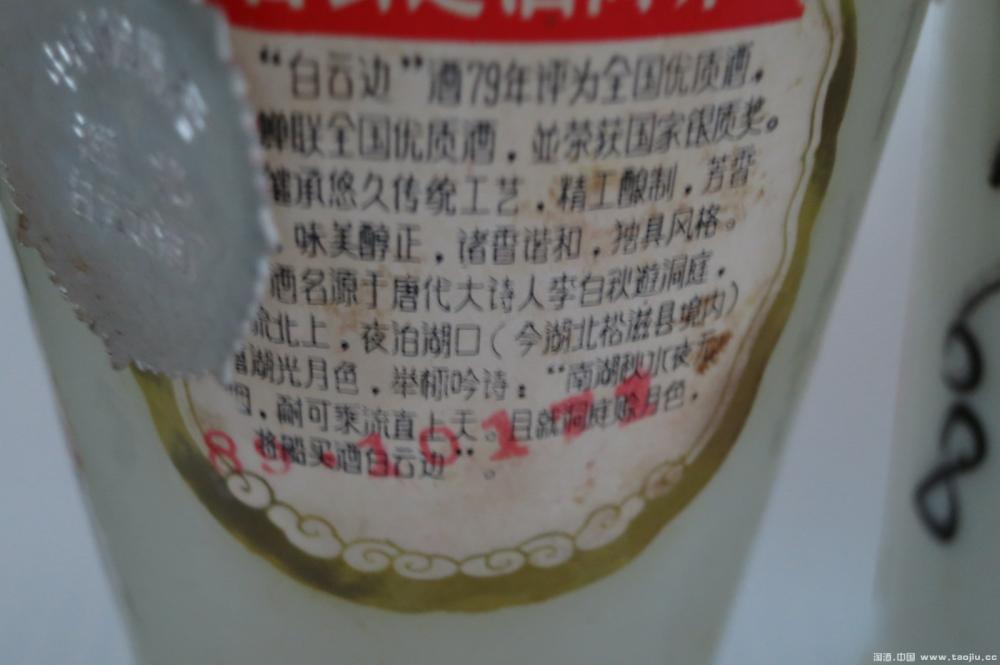 “白云边”酒79年评为全国优质酒，
蝉联全国优质酒，並荣获国家银质奖。
继承悠久传统工艺，精工酿制，芳香
，味美醇正，诸香谐和，独具风格。
酒名源于唐代大诗人李白秋遊洞庭，
流北上，夜泊湖口（今湖北松滋县境内）
湖光月色，举杯吟诗：“南湖秋水夜
，耐可乘流直上天。且就洞庭赊月色，
将船买酒白云边”。
89.10171
68
淘酒.中国 www.taojiu.cc